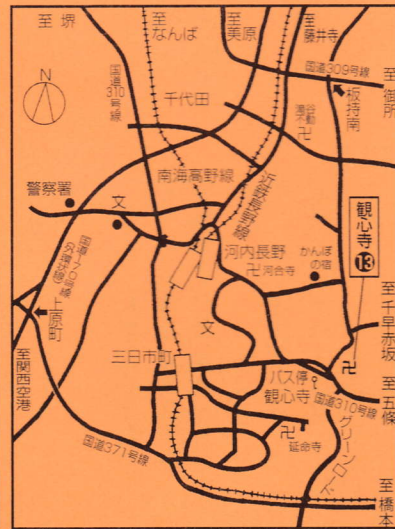 至堺
至なんば
至美原
至藤井寺
国道309号線
至御所
板持南
国道310号線
千代田
滝谷不動
N
南海高野線
近鉄長野線
警察署
文
河内長野
河合寺
かんぽの宿
観心寺
13
国道170号線
(外環状線)
上原町
文
至千早赤坂
三日市町
バス停
観心寺
至五條
国道310号線
至関西空港
延命寺
グリーンロード
国道371号線
至橋本